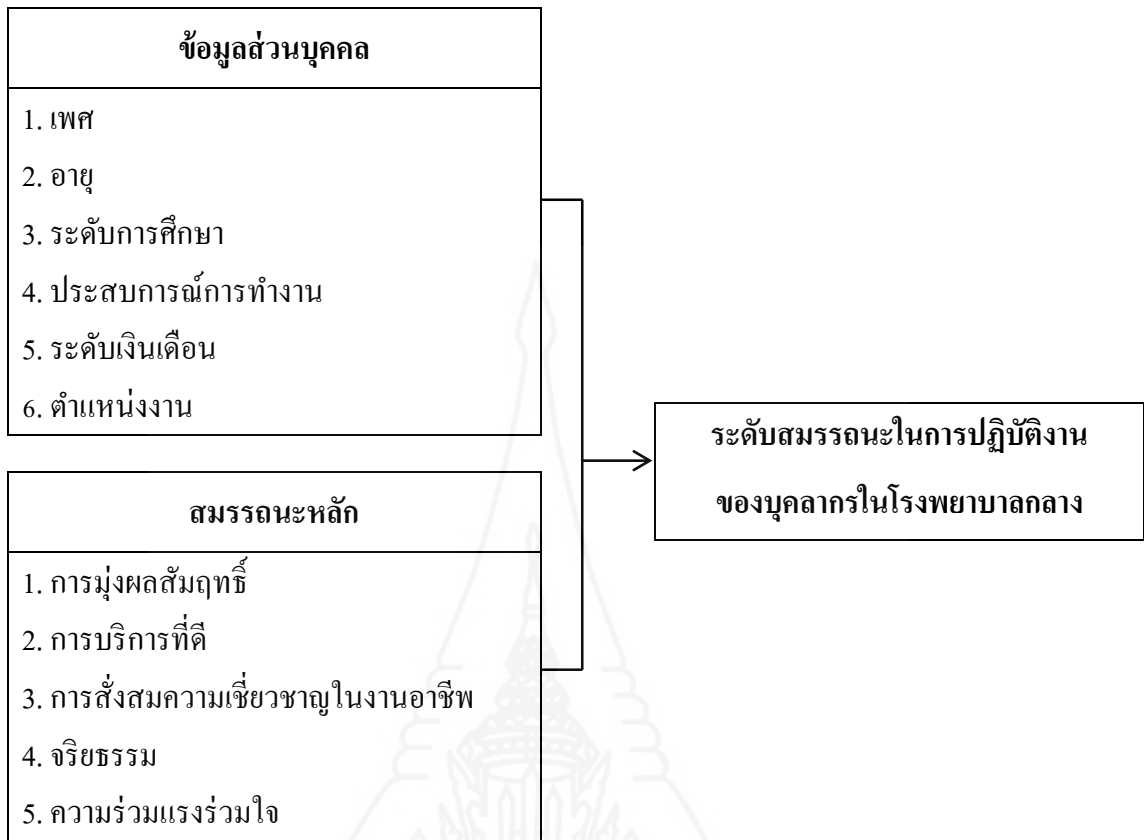 ข้อมูลส่วนบุคคล
1. เพศ
2. อายุ
3. ระดับการศึกษา
4. ประสบการณ์การทำงาน
5. ระดับเงินเดือน
6. ตำแหน่งงาน
ระดับสมรรถนะในการปฏิบัติงาน
ของบุคลากรในโรงพยาบาลกลาง
สมรรถนะหลัก
1. การมุ่งผลสัมฤทธิ์
2. การบริการที่ดี
3. การสั่งสมความเชี่ยวชาญในงานอาชีพ
4. จริยธรรม
5. ความร่วมแรงร่วมใจ